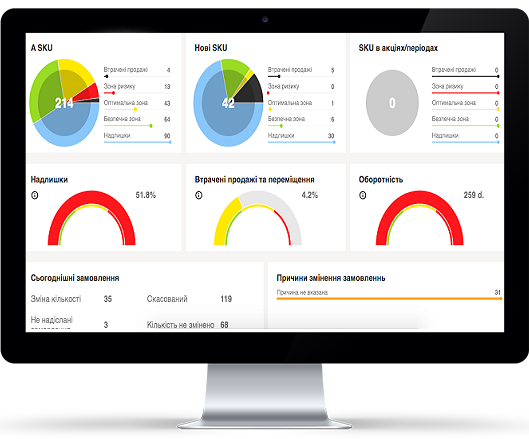 A SKU
Втрачені продажі 4
Зона ризику 13
Оптимальна зона 43
Безпечна зона 64
Надлишки 90
214
Нові SKU
Втрачені продажі 5
Зона ризику 0
Оптимальна зона 1
Безпечна зона 6
Надлишки 30
42
SKU в акціях/періодах
Втрачені продажі 0
Зона ризику 0
Оптимальна зона 0
Безпечна зона 0
Надлишки 0
0
Надлишки
51.8%
Втрачені продажі та переміщення
4.2%
Оборотність
259 d.
Сьогоднішні замовлення
Зміна кількості 35
Скасований 119
Не надіслані
замовлення 3
Кількість не змінено 68
Причини змінення замовленнь
Причина не вказана 31